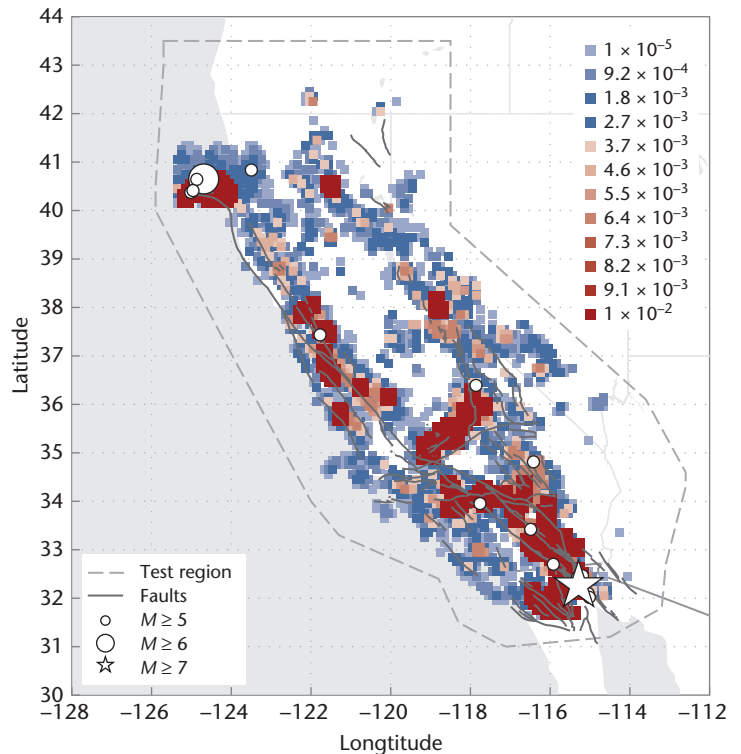 44
43
42
41
40
39
38
37
36
35
34
33
32
31
30
Latitude
1 × 10⁻⁵
9.2 × 10⁻⁴
1.8 × 10⁻³
2.7 × 10⁻³
3.7 × 10⁻³
4.6 × 10⁻³
5.5 × 10⁻³
6.4 × 10⁻³
7.3 × 10⁻³
8.2 × 10⁻³
9.1 × 10⁻³
1 × 10⁻²
Test region
Faults
M ≥ 5
M ≥ 6
M ≥ 7
−128 −126 −124 −122 −120 −118 −116 −114 −112
Longtitude